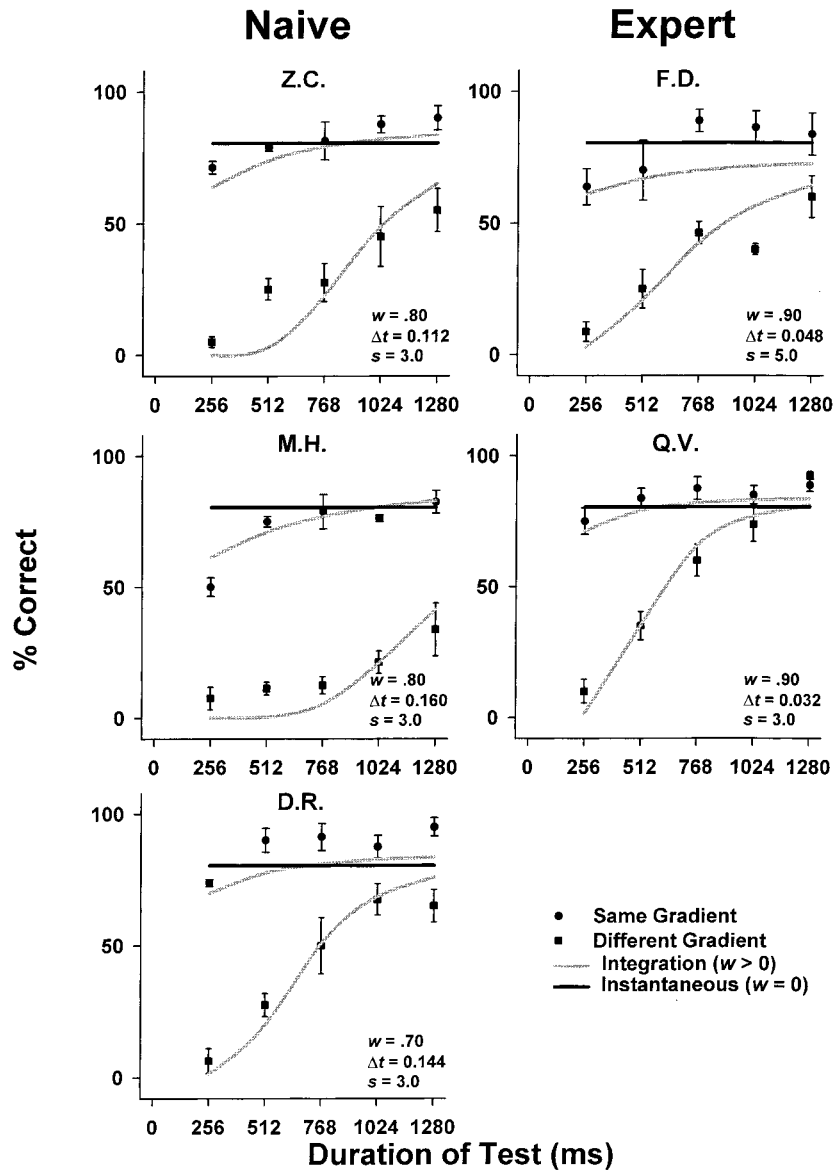 Naive
Expert
Z.C.
100
50
0
w = .80
Δt = 0.112
s = 3.0
0 256 512 768 1024 1280
F.D.
100
50
0
w = .90
Δt = 0.048
s = 5.0
0 256 512 768 1024 1280
M.H.
100
50
0
w = .80
Δt = 0.160
s = 3.0
0 256 512 768 1024 1280
Q.V.
100
50
0
w = .90
Δt = 0.032
s = 3.0
0 256 512 768 1024 1280
D.R.
100
50
0
w = .70
Δt = 0.144
s = 3.0
0 256 512 768 1024 1280
% Correct
Same Gradient
Different Gradient
Integration (w > 0)
Instantaneous (w = 0)
Duration of Test (ms)